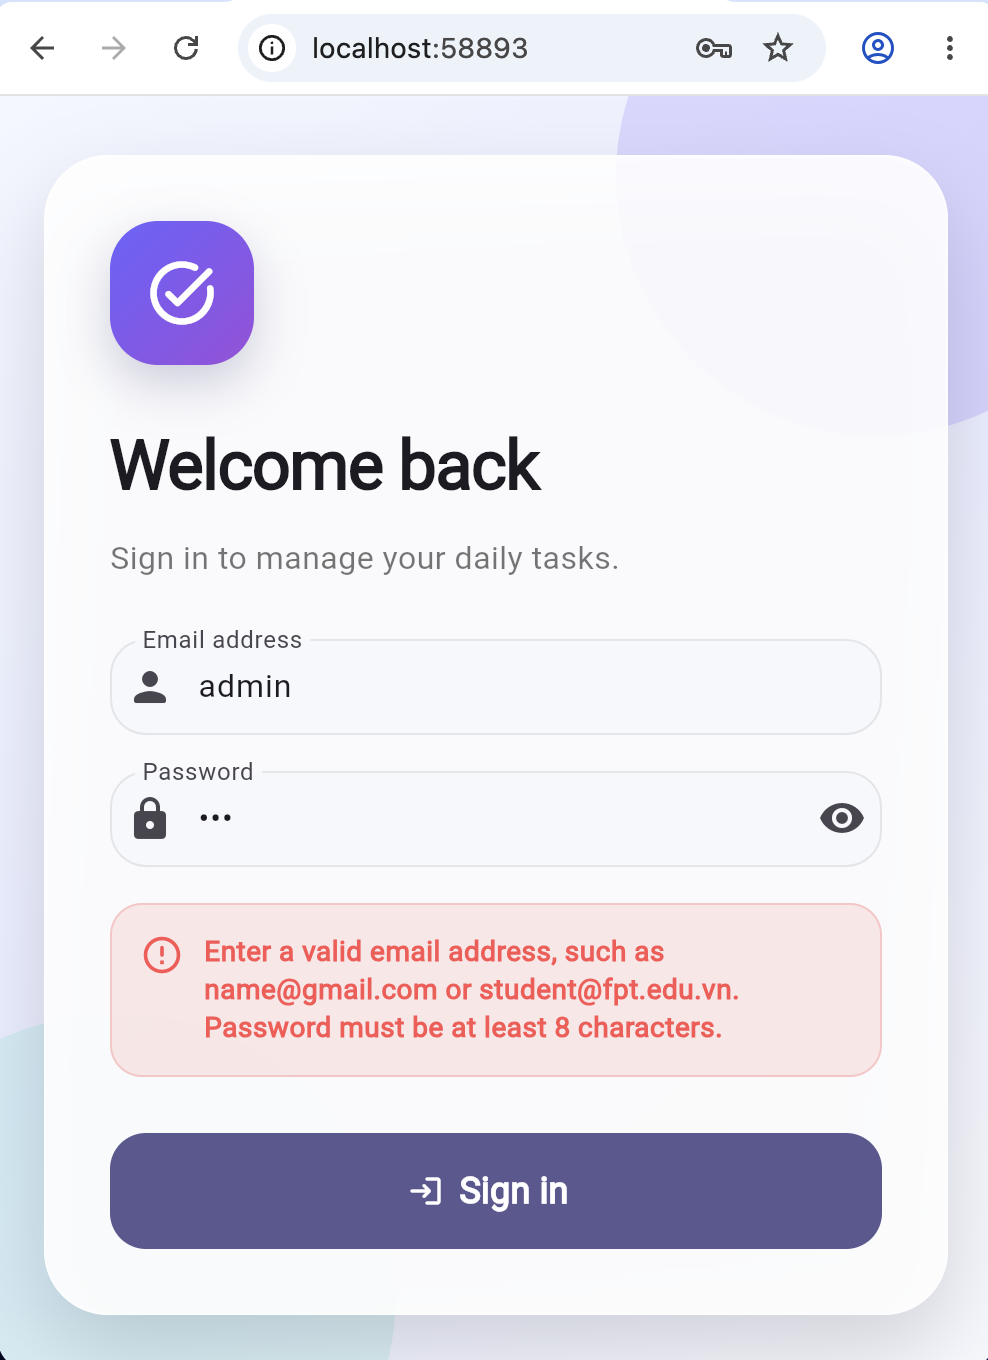 localhost:58893
Welcome back
Sign in to manage your daily tasks.
Email address
admin
Password
•••
Enter a valid email address, such as
name@gmail.com or student@fpt.edu.vn.
Password must be at least 8 characters.
Sign in